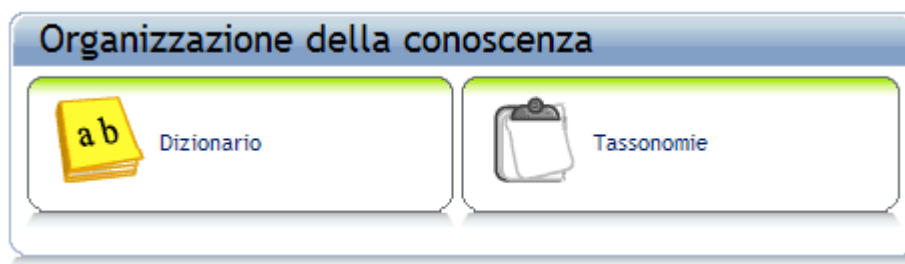 Organizzazione della conoscenza
a b
Dizionario
Tassonomie